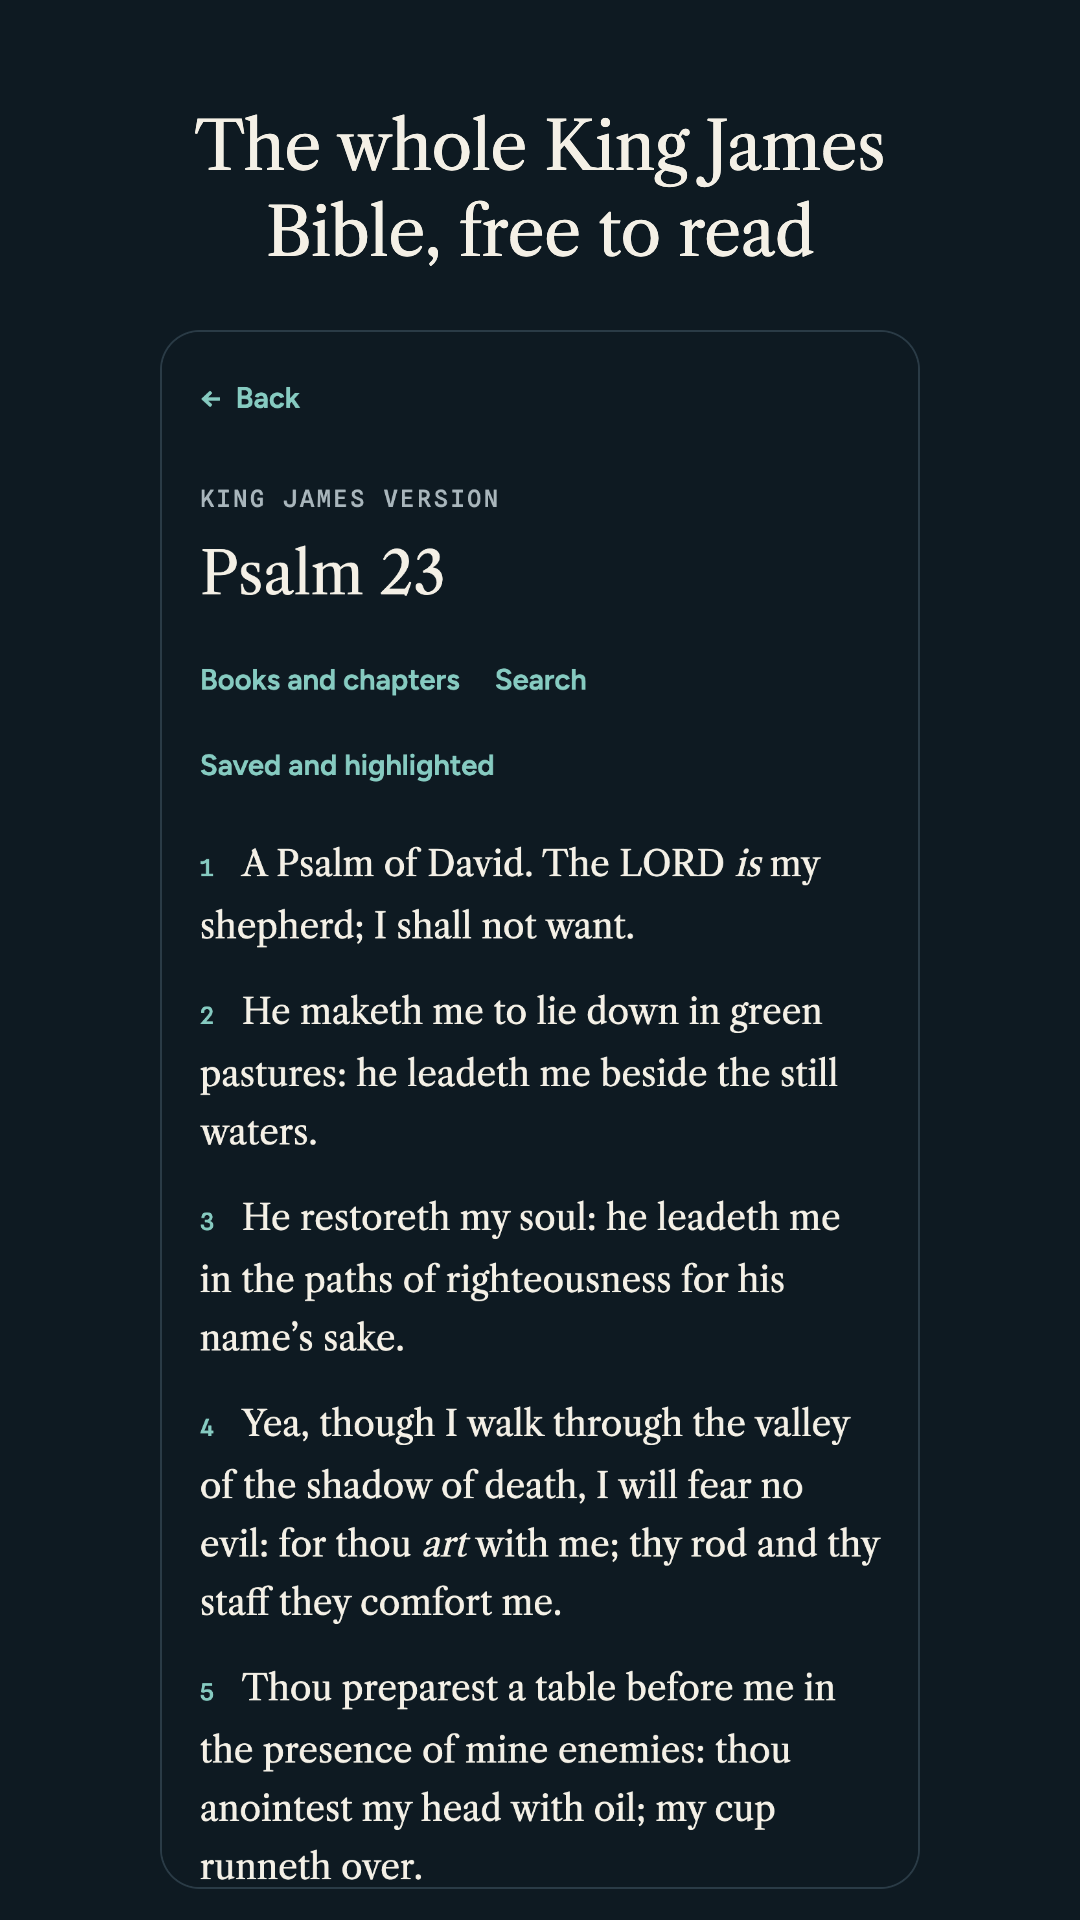 The whole King James
Bible, free to read
← Back
KING JAMES VERSION
Psalm 23
Books and chapters Search
Saved and highlighted
1 A Psalm of David. The LORD is my
shepherd; I shall not want.
2 He maketh me to lie down in green
pastures: he leadeth me beside the still
waters.
3 He restoreth my soul: he leadeth me
in the paths of righteousness for his
name’s sake.
4 Yea, though I walk through the valley
of the shadow of death, I will fear no
evil: for thou art with me; thy rod and thy
staff they comfort me.
5 Thou preparest a table before me in
the presence of mine enemies: thou
anointest my head with oil; my cup
runneth over.